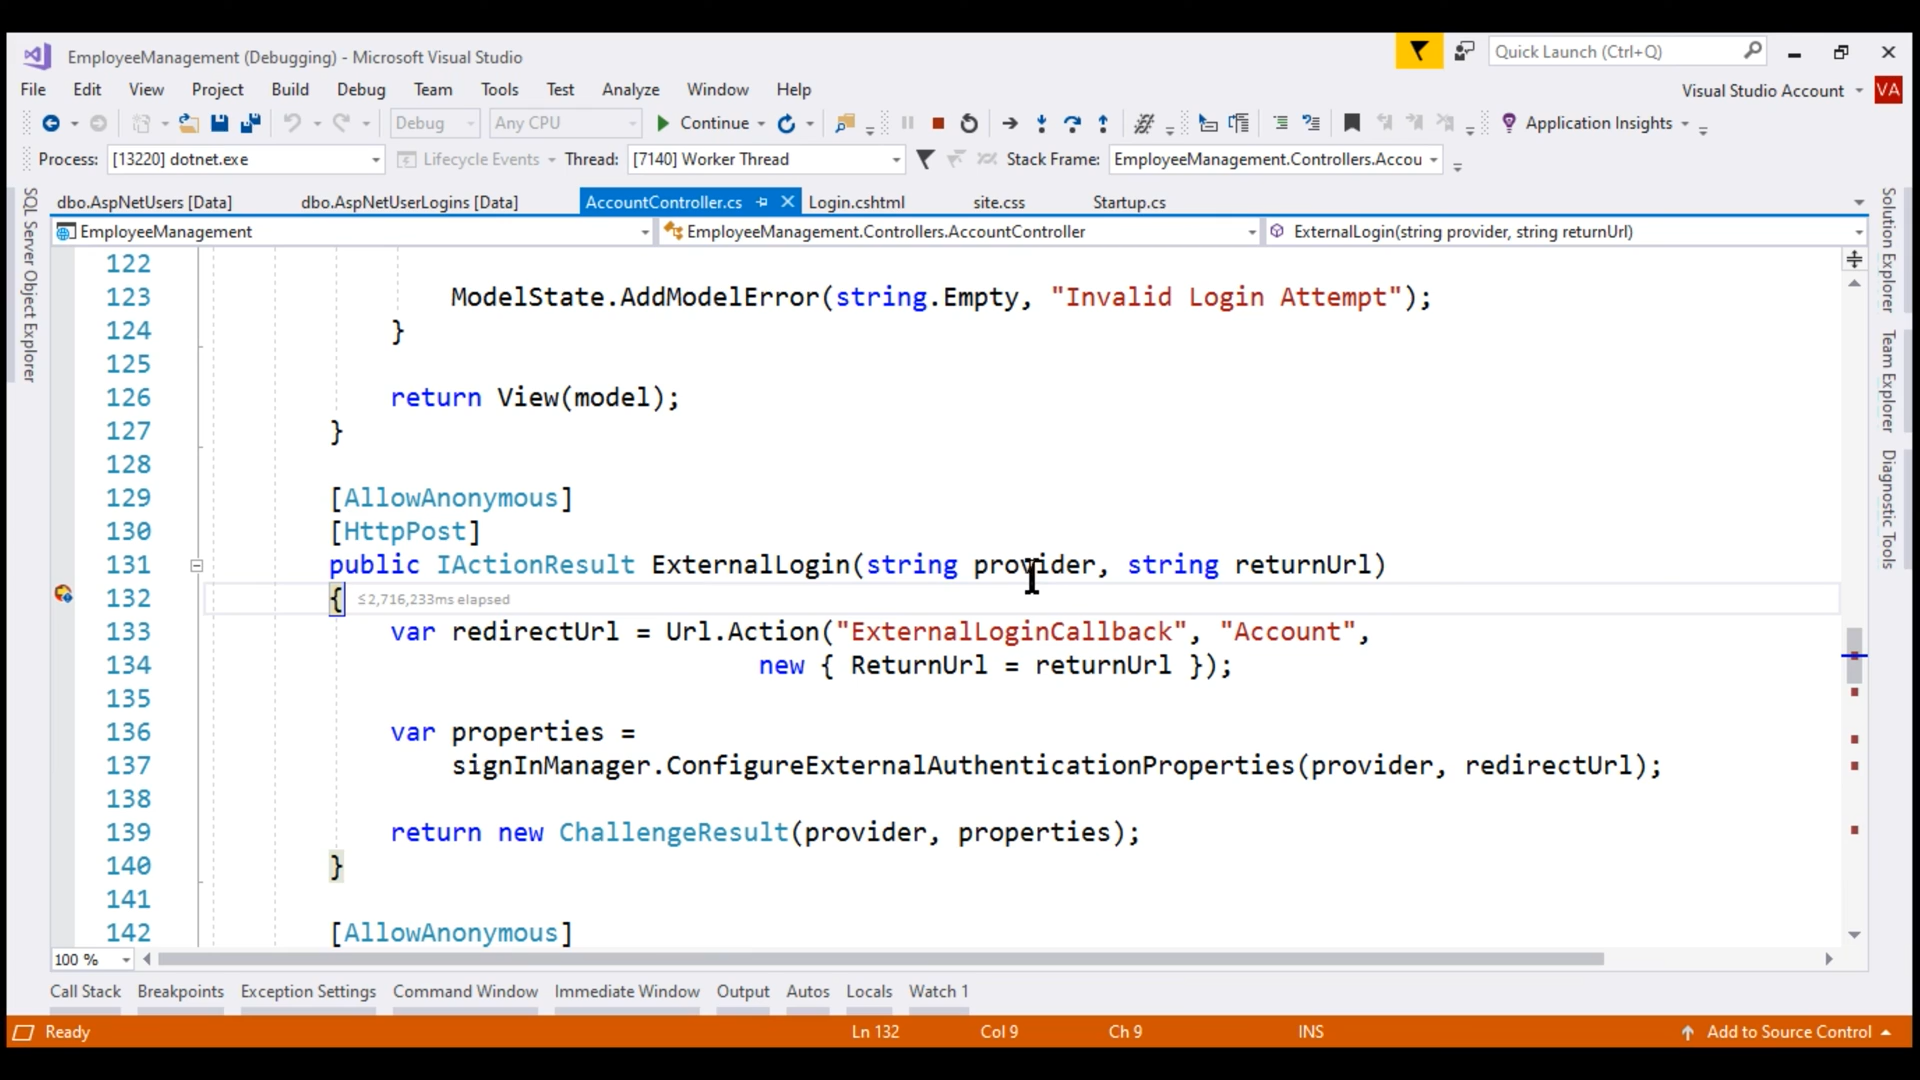 EmployeeManagement (Debugging) - Microsoft Visual Studio
Quick Launch (Ctrl+Q)
File Edit View Project Build Debug Team Tools Test Analyze Window Help
Visual Studio Account VA
Debug Any CPU Continue Application Insights
Process: [13220] dotnet.exe Lifecycle Events Thread: [7140] Worker Thread Stack Frame: EmployeeManagement.Controllers.Accou
dbo.AspNetUsers [Data] dbo.AspNetUserLogins [Data] AccountController.cs Login.cshtml site.css Startup.cs
EmployeeManagement EmployeeManagement.Controllers.AccountController ExternalLogin(string provider, string returnUrl)
SQL Server Object Explorer
Solution Explorer
Team Explorer
Diagnostic Tools
122
123 ModelState.AddModelError(string.Empty, "Invalid Login Attempt");
124 }
125
126 return View(model);
127 }
128
129 [AllowAnonymous]
130 [HttpPost]
131 public IActionResult ExternalLogin(string provider, string returnUrl)
132 { ≤2,716,233ms elapsed
133 var redirectUrl = Url.Action("ExternalLoginCallback", "Account",
134 new { ReturnUrl = returnUrl });
135
136 var properties =
137 signInManager.ConfigureExternalAuthenticationProperties(provider, redirectUrl);
138
139 return new ChallengeResult(provider, properties);
140 }
141
142 [AllowAnonymous]
100 %
Call Stack Breakpoints Exception Settings Command Window Immediate Window Output Autos Locals Watch 1
Ready Ln 132 Col 9 Ch 9 INS Add to Source Control